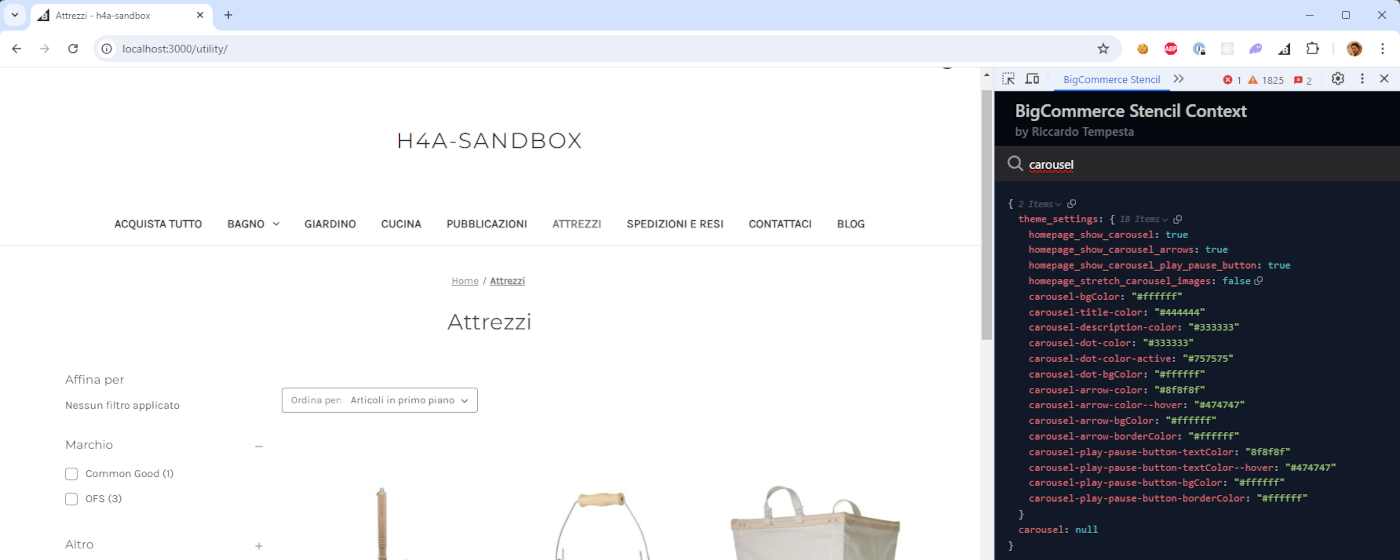 Attrezzi - h4a-sandbox
localhost:3000/utility/
ABP
H4A-SANDBOX
ACQUISTA TUTTO BAGNO GIARDINO CUCINA PUBBLICAZIONI ATTREZZI SPEDIZIONI E RESI CONTATTACI BLOG
Home / Attrezzi
Attrezzi
Affina per
Nessun filtro applicato
Ordina per: Articoli in primo piano
Marchio
Common Good (1)
OFS (3)
Altro
BigCommerce Stencil 1 1825 2
BigCommerce Stencil Context
by Riccardo Tempesta
carousel
{ 2 Items
theme_settings: { 18 Items
homepage_show_carousel: true
homepage_show_carousel_arrows: true
homepage_show_carousel_play_pause_button: true
homepage_stretch_carousel_images: false
carousel-bgColor: "#ffffff"
carousel-title-color: "#444444"
carousel-description-color: "#333333"
carousel-dot-color: "#333333"
carousel-dot-color-active: "#757575"
carousel-dot-bgColor: "#ffffff"
carousel-arrow-color: "#8f8f8f"
carousel-arrow-color--hover: "#474747"
carousel-arrow-bgColor: "#ffffff"
carousel-arrow-borderColor: "#ffffff"
carousel-play-pause-button-textColor: "8f8f8f"
carousel-play-pause-button-textColor--hover: "#474747"
carousel-play-pause-button-bgColor: "#ffffff"
carousel-play-pause-button-borderColor: "#ffffff"
}
carousel: null
}